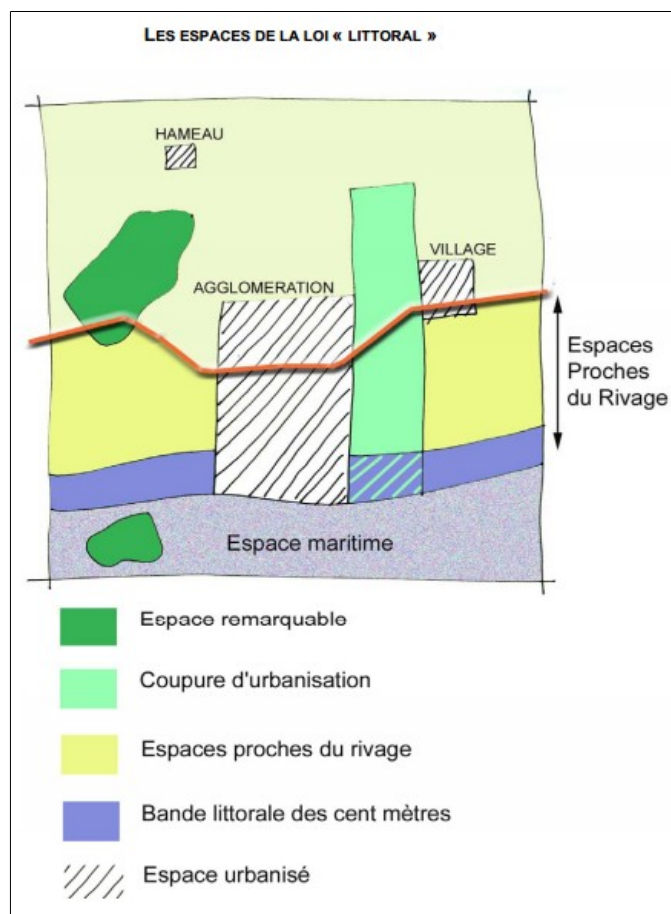 LES ESPACES DE LA LOI « LITTORAL »
HAMEAU
VILLAGE
AGGLOMERATION
Espaces
Proches
du Rivage
Espace maritime
Espace remarquable
Coupure d'urbanisation
Espaces proches du rivage
Bande littorale des cent mètres
Espace urbanisé